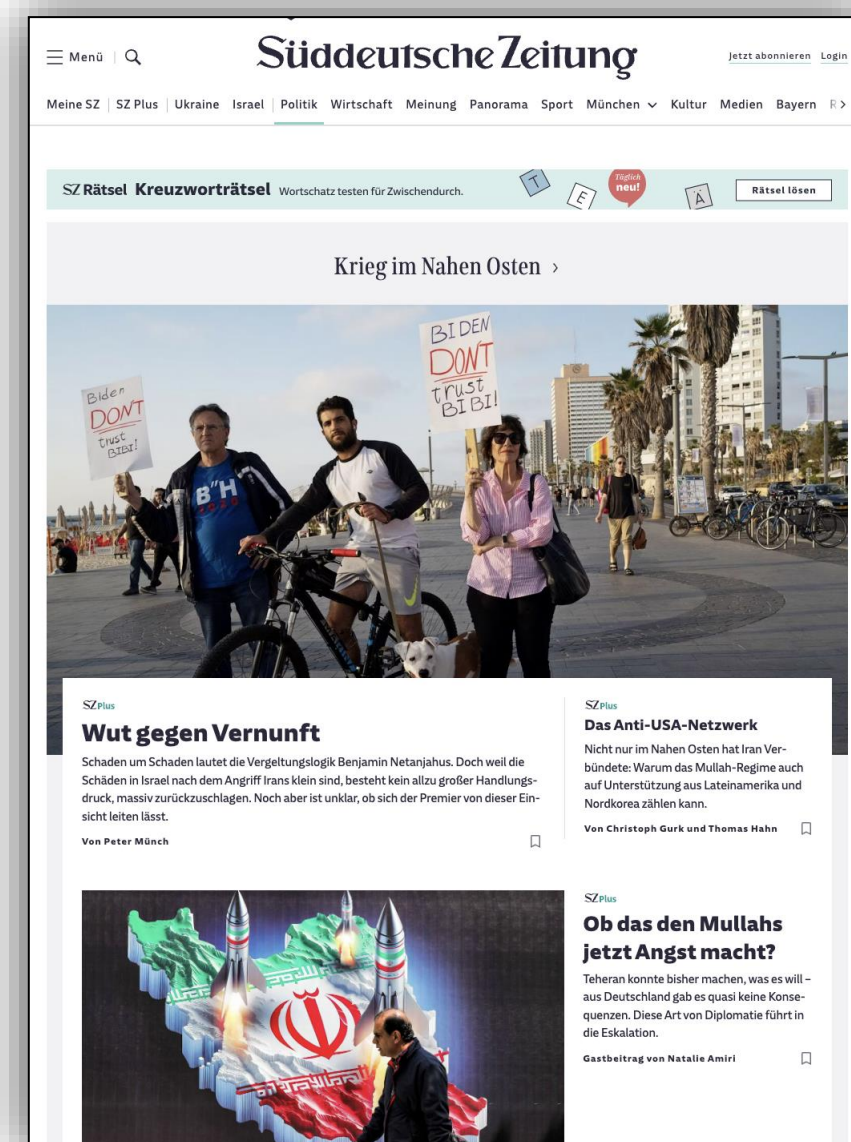 Menü
Süddeutsche Zeitung
Jetzt abonnieren Login
Meine SZ SZ Plus Ukraine Israel Politik Wirtschaft Meinung Panorama Sport München Kultur Medien Bayern R
SZ Rätsel Kreuzworträtsel Wortschatz testen für Zwischendurch.
T
E
Täglich
neu!
Ä
Rätsel lösen
Krieg im Nahen Osten
Biden
DONT
trust
BIBI!
BIDEN
DONT
trust
BIBI!
B"H
2020
SZ Plus
Wut gegen Vernunft
Schaden um Schaden lautet die Vergeltungslogik Benjamin Netanjahus. Doch weil die
Schäden in Israel nach dem Angriff Irans klein sind, besteht kein allzu großer Handlungs-
druck, massiv zurückzuschlagen. Noch aber ist unklar, ob sich der Premier von dieser Ein-
sicht leiten lässt.
Von Peter Münch
SZ Plus
Das Anti-USA-Netzwerk
Nicht nur im Nahen Osten hat Iran Ver-
bündete: Warum das Mullah-Regime auch
auf Unterstützung aus Lateinamerika und
Nordkorea zählen kann.
Von Christoph Gurk und Thomas Hahn
SZ Plus
Ob das den Mullahs
jetzt Angst macht?
Teheran konnte bisher machen, was es will –
aus Deutschland gab es quasi keine Konse-
quenzen. Diese Art von Diplomatie führt in
die Eskalation.
Gastbeitrag von Natalie Amiri